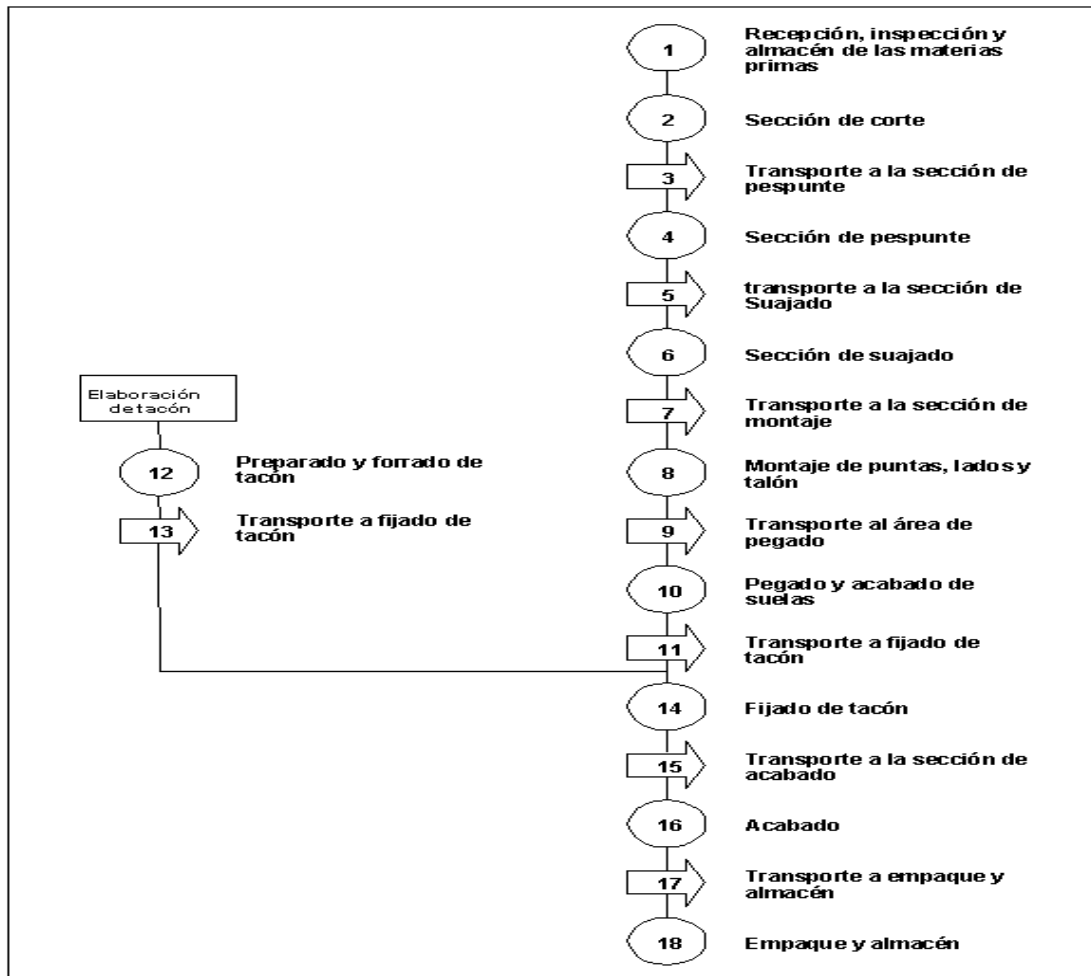 1
Recepción, inspección y
almacén de las materias
primas
2
Sección de corte
3
Transporte a la sección de
pespunte
4
Sección de pespunte
5
transporte a la sección de
Suajado
6
Sección de suajado
7
Transporte a la sección de
montaje
8
Montaje de puntas, lados y
talón
9
Transporte al área de
pegado
10
Pegado y acabado de
suelas
11
Transporte a fijado de
tacón
Elaboración
detacón
12
Preparado y forrado de
tacón
13
Transporte a fijado de
tacón
14
Fijado de tacón
15
Transporte a la sección de
acabado
16
Acabado
17
Transporte a empaque y
almacén
18
Empaque y almacén